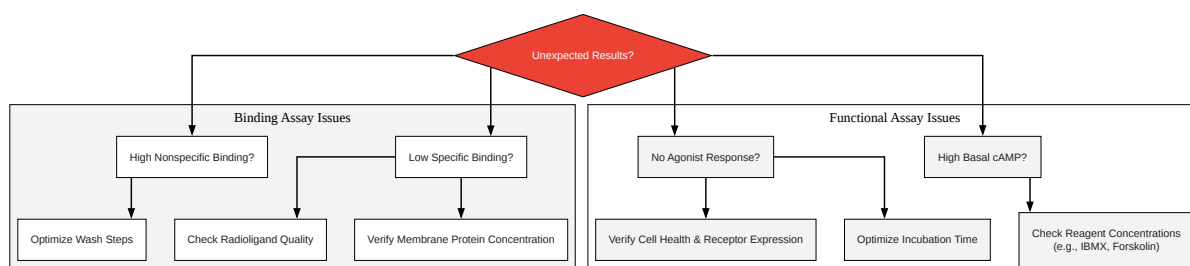 Unexpected Results?
Binding Assay Issues
Functional Assay Issues
High Nonspecific Binding?
Low Specific Binding?
No Agonist Response?
High Basal cAMP?
Optimize Wash Steps
Check Radioligand Quality
Verify Membrane Protein Concentration
Verify Cell Health & Receptor Expression
Optimize Incubation Time
Check Reagent Concentrations
(e.g., IBMX, Forskolin)